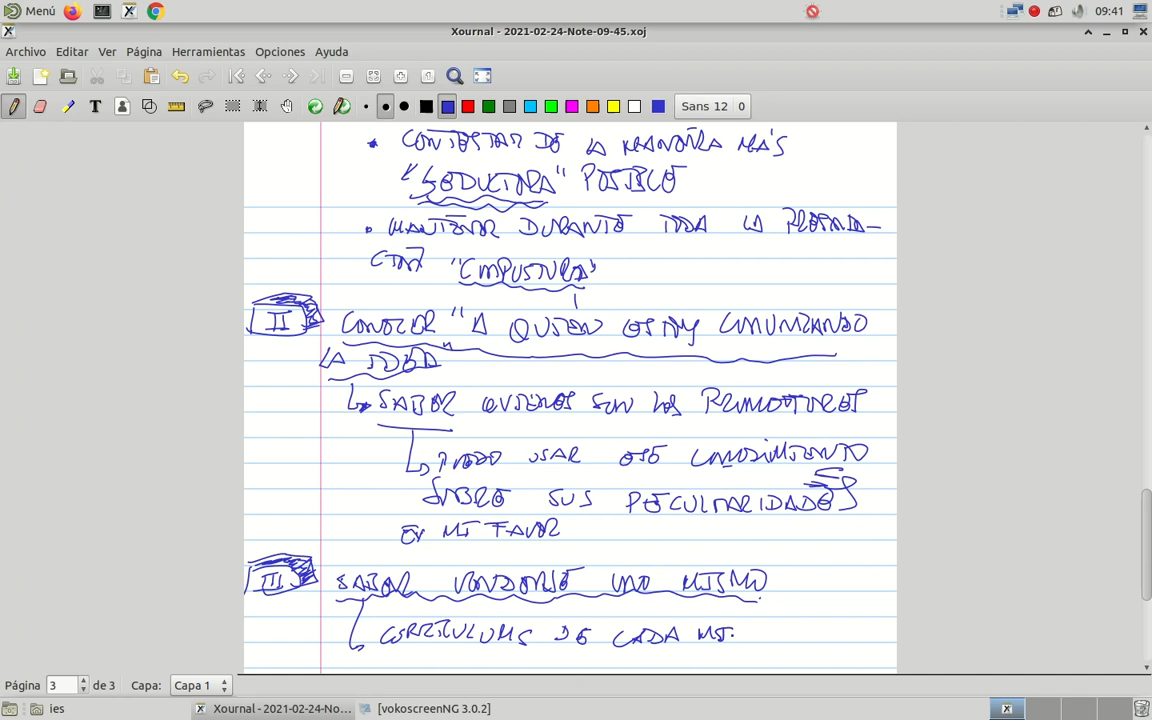 Menú 09:41
Xournal - 2021-02-24-Note-09-45.xoj
Archivo Editar Ver Página Herramientas Opciones Ayuda
Sans 12 0
• CONTESTAR DE LA MANERA MÁS
"SEDUCTORA" POSIBLE
• MANTENER DURANTE TODA LA
"COMPOSTURA"
II CONOCER "A QUIÉN ESTOY COMUNICANDO
LA IDEA
SABER QUIENES SON LOS PROMOTORES
PUEDO USAR ESE CONOCIMIENTO
SOBRE SUS PECULIARIDADES
EN MI FAVOR
III SABER VENDERSE UNO MISMO
CURRÍCULUMS DE CADA MI.
Página 3 de 3 Capa: Capa 1
ies Xournal - 2021-02-24-No... [vokoscreenNG 3.0.2]